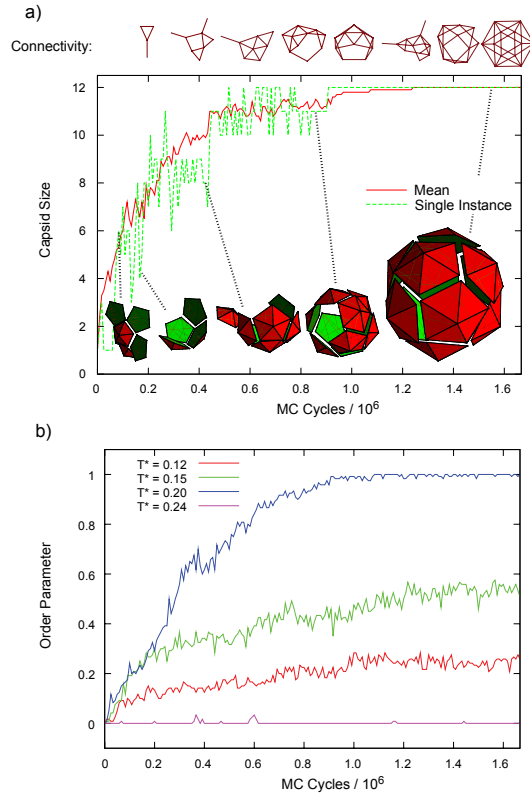 a)
Connectivity:
12
10
8
6
4
2
0
Capsid Size
Mean
Single Instance
0 0.2 0.4 0.6 0.8 1.0 1.2 1.4 1.6
MC Cycles / 10⁶
b)
T* = 0.12
T* = 0.15
T* = 0.20
T* = 0.24
1
0.8
0.6
0.4
0.2
0
Order Parameter
0 0.2 0.4 0.6 0.8 1.0 1.2 1.4 1.6
MC Cycles / 10⁶